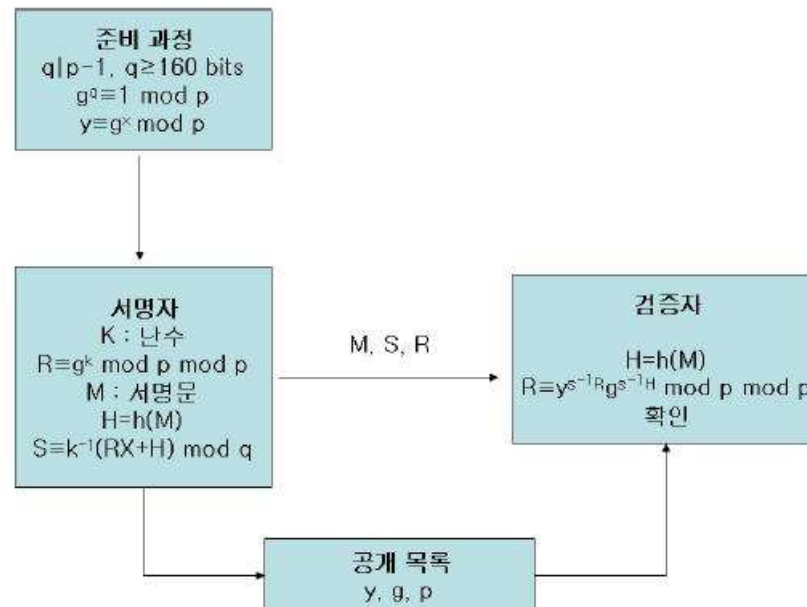 준비 과정
q|p-1, q≥160 bits
g^q≡1 mod p
y≡g^x mod p
서명자
K : 난수
R≡g^k mod p mod p
M : 서명문
H=h(M)
S≡k⁻¹(RX+H) mod q
M, S, R
검증자
H=h(M)
R≡y^(s⁻¹R)g^(s⁻¹H) mod p mod p
확인
공개 목록
y, g, p